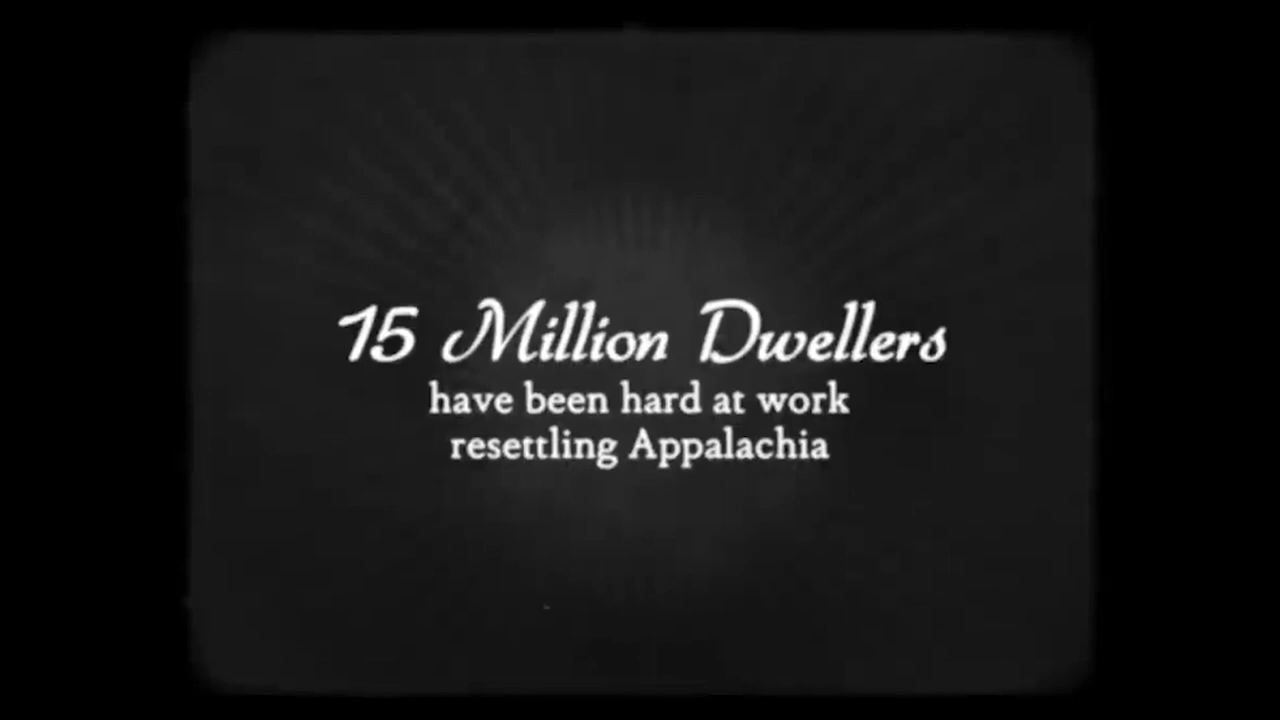 15 Million Dwellers
have been hard at work
resettling Appalachia